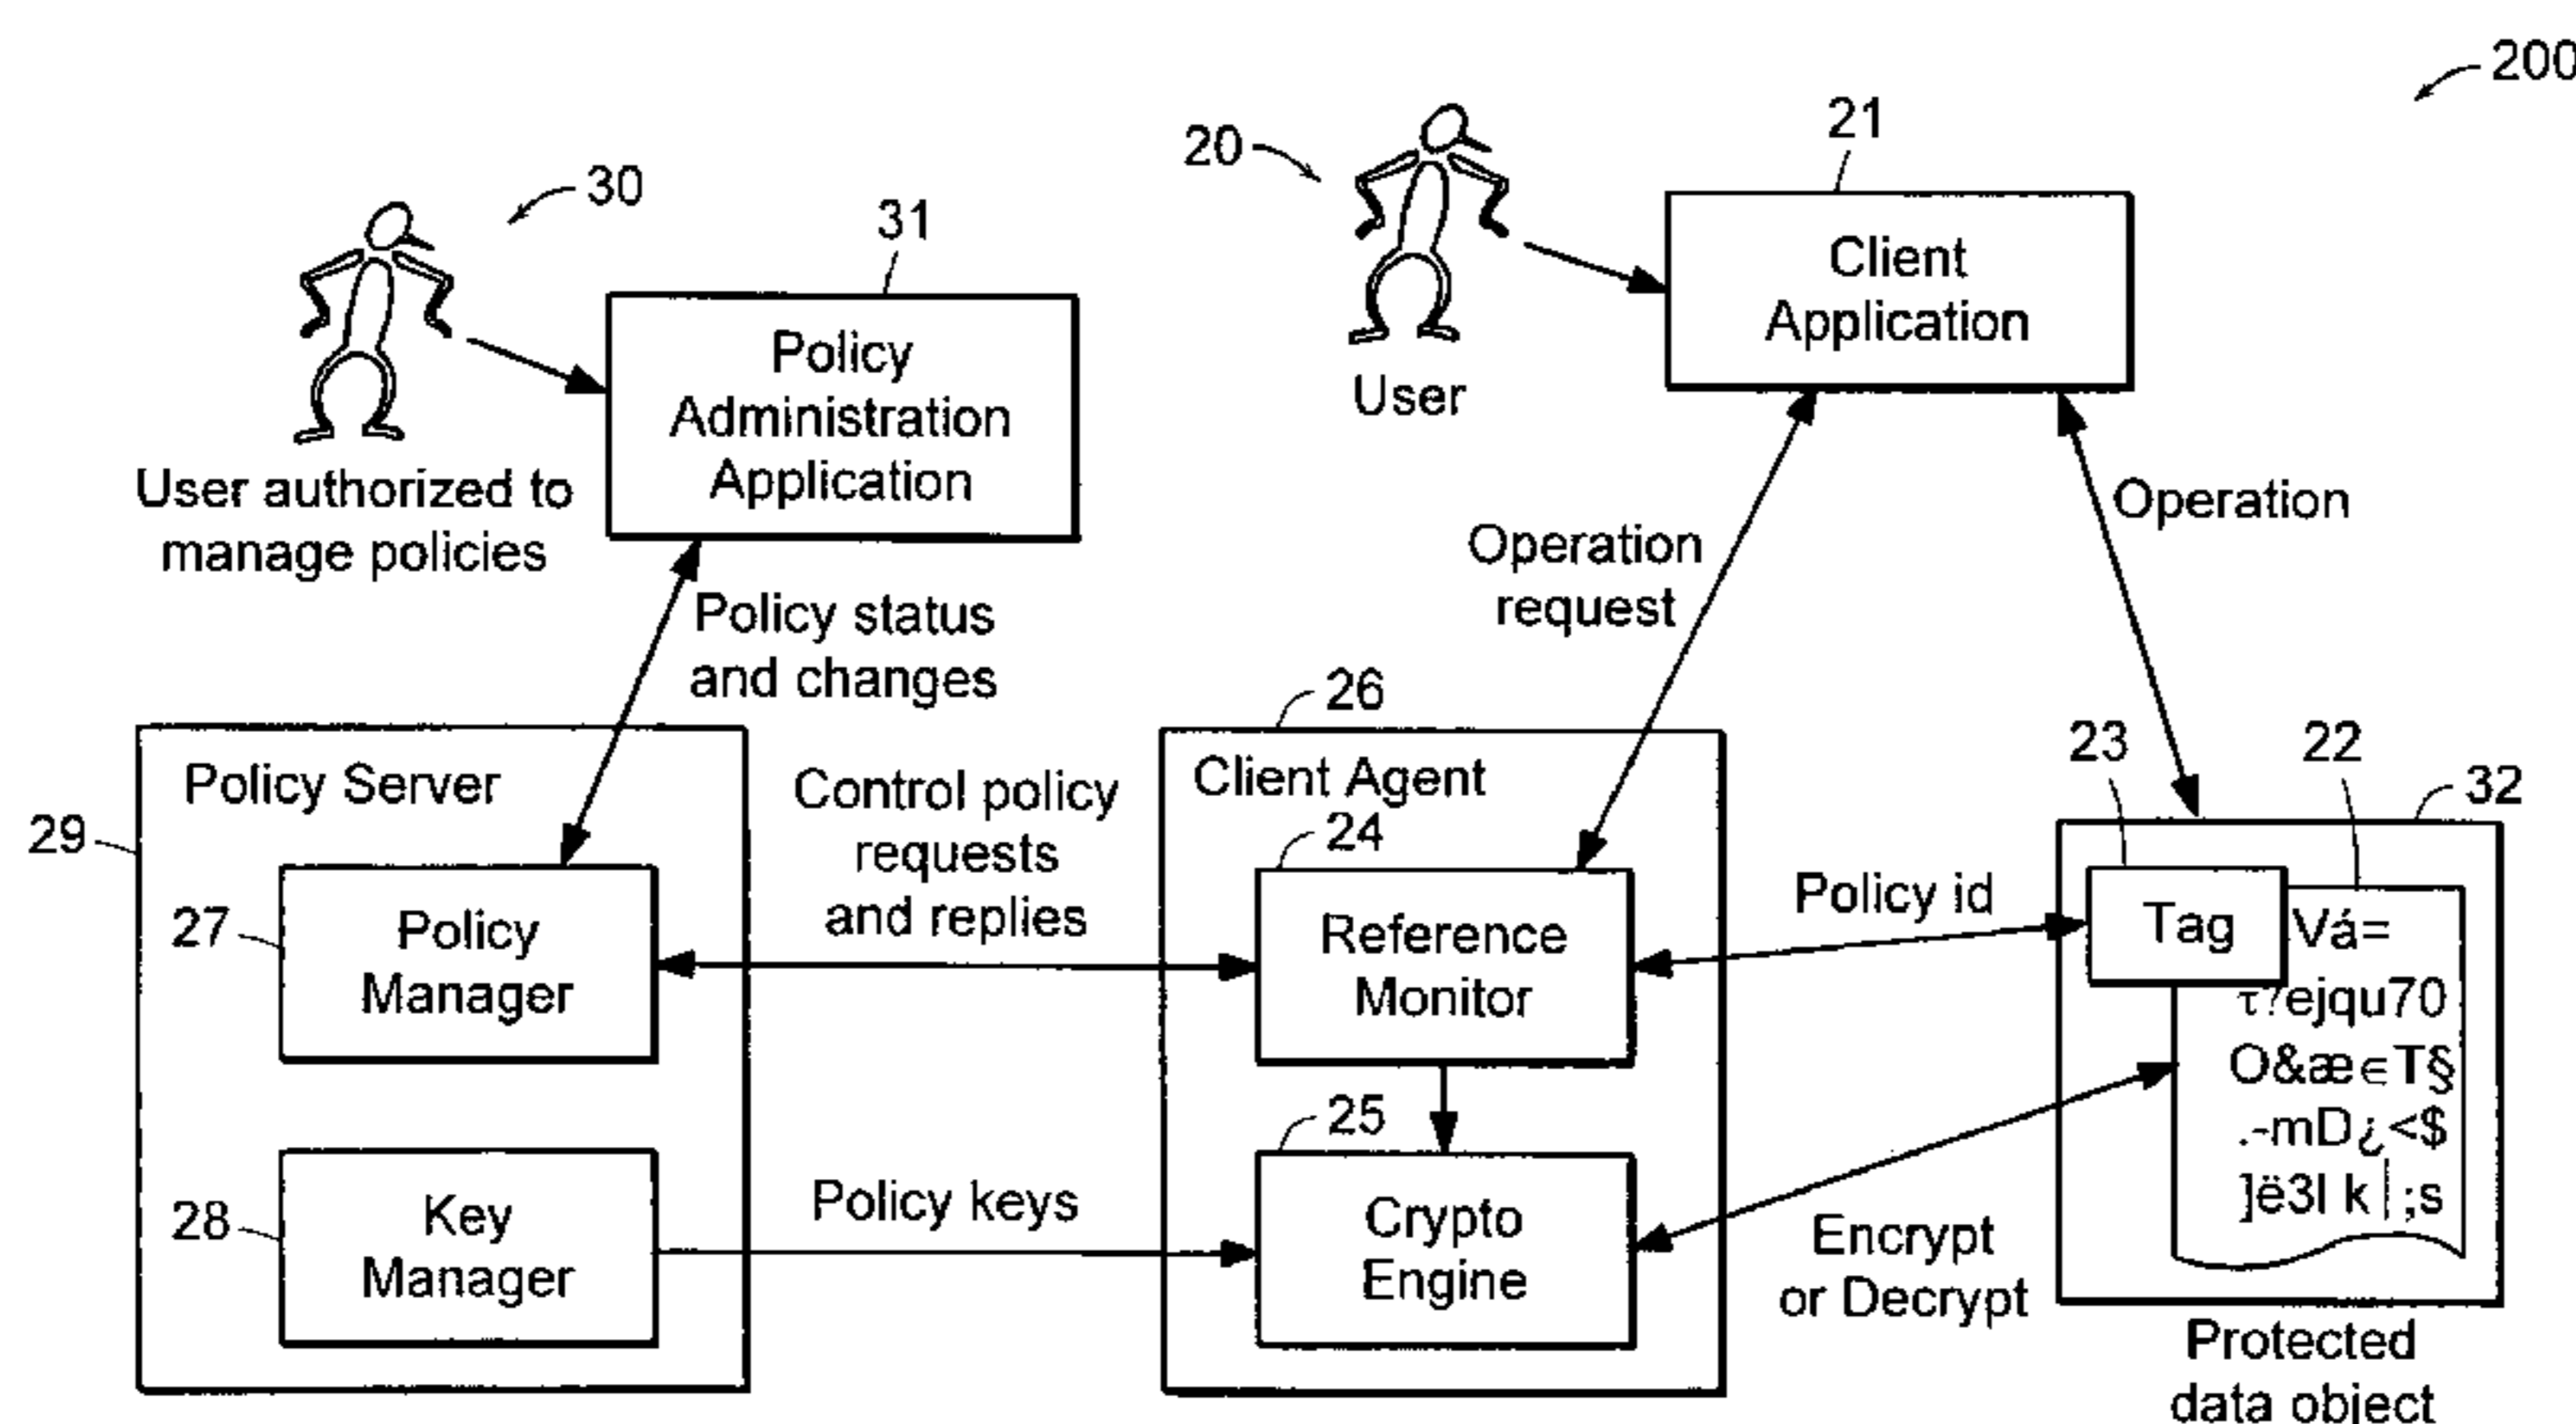 200
20
21
Client
Application
User
30
31
Policy
Administration
Application
User authorized to
manage policies
Operation
Operation
request
Policy status
and changes
29
Policy Server
27
Policy
Manager
28
Key
Manager
Control policy
requests
and replies
Policy keys
26
Client Agent
24
Reference
Monitor
25
Crypto
Engine
Policy id
Encrypt
or Decrypt
23
22
32
Tag
Vá=
τ?ejqu70
O&æ∈T§
.-mD¿<$
]ë3l k│;s
Protected
data object